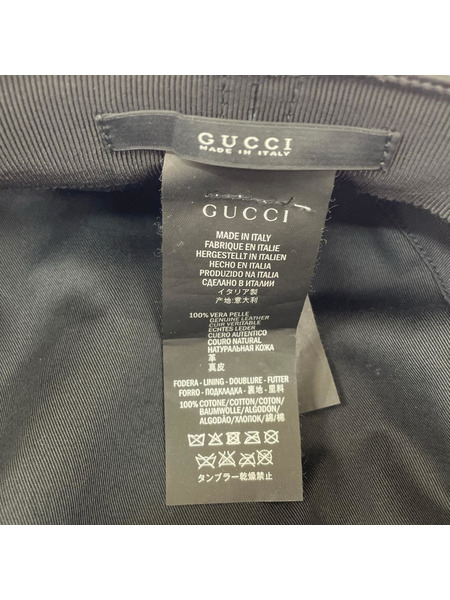 GUCCI
MADE IN ITALY
GUCCI
MADE IN ITALY
FABRIQUE EN ITALIE
HERGESTELLT IN ITALIEN
HECHO EN ITALIA
PRODUZIDO NA ITALIA
СДЕЛАНО В ИТАЛИИ
イタリア製
产地:意大利
100% VERA PELLE
GENUINE LEATHER
CUIR VERITABLE
ECHTES LEDER
CUERO AUTENTICO
COURO NATURAL
НАТУРАЛЬНАЯ КОЖА
革
真皮
FODERA - LINING - DOUBLURE - FUTTER
FORRO - ПОДКЛАДКА - 裏地 - 里料
100% COTONE/COTTON/COTON/
BAUMWOLLE/ALGODÓN/
ALGODÃO/ХЛОПОК/綿/棉
タンブラー乾燥禁止